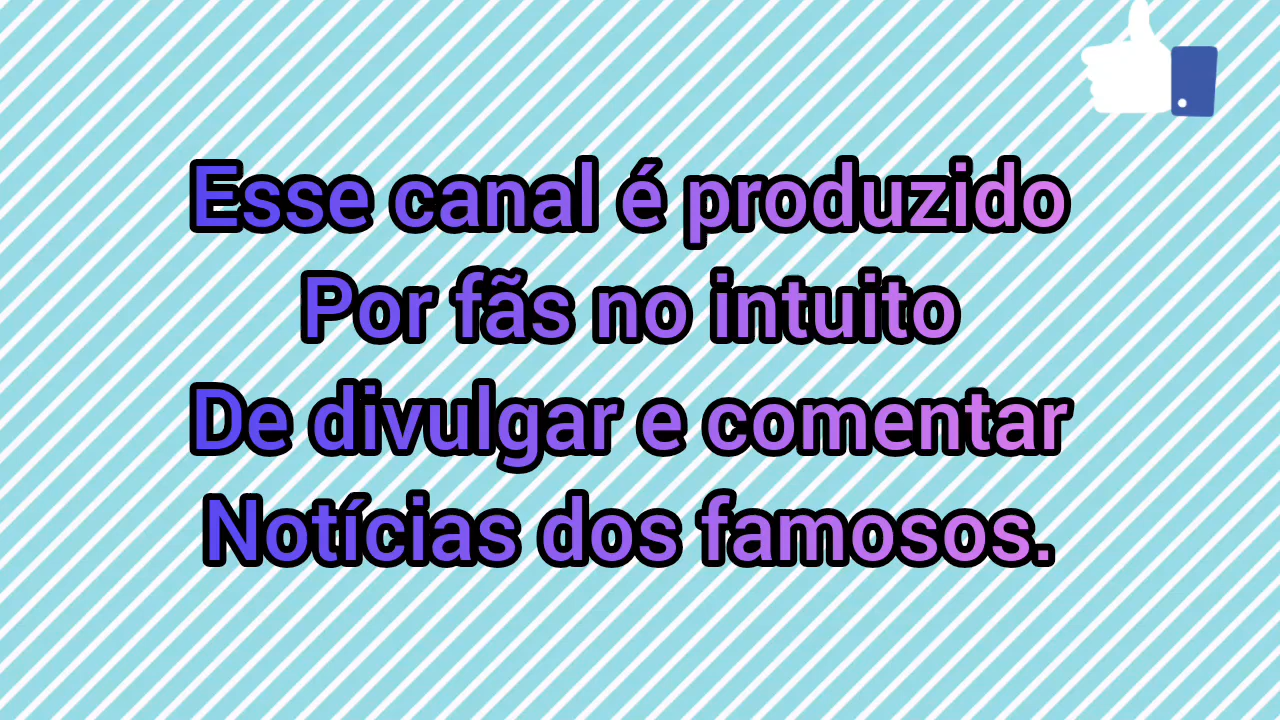 Esse canal é produzido
Por fãs no intuito
De divulgar e comentar
Notícias dos famosos.